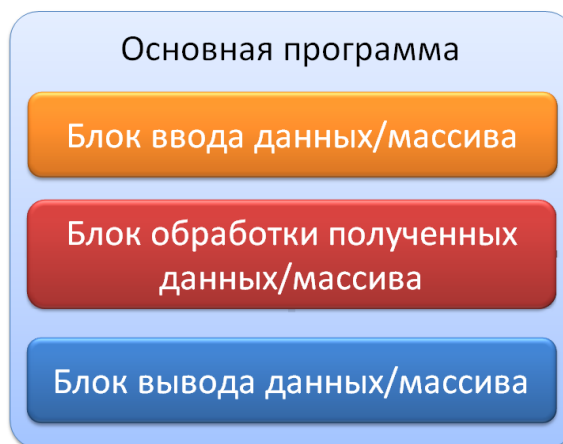 Основная программа
Блок ввода данных/массива
Блок обработки полученных
данных/массива
Блок вывода данных/массива